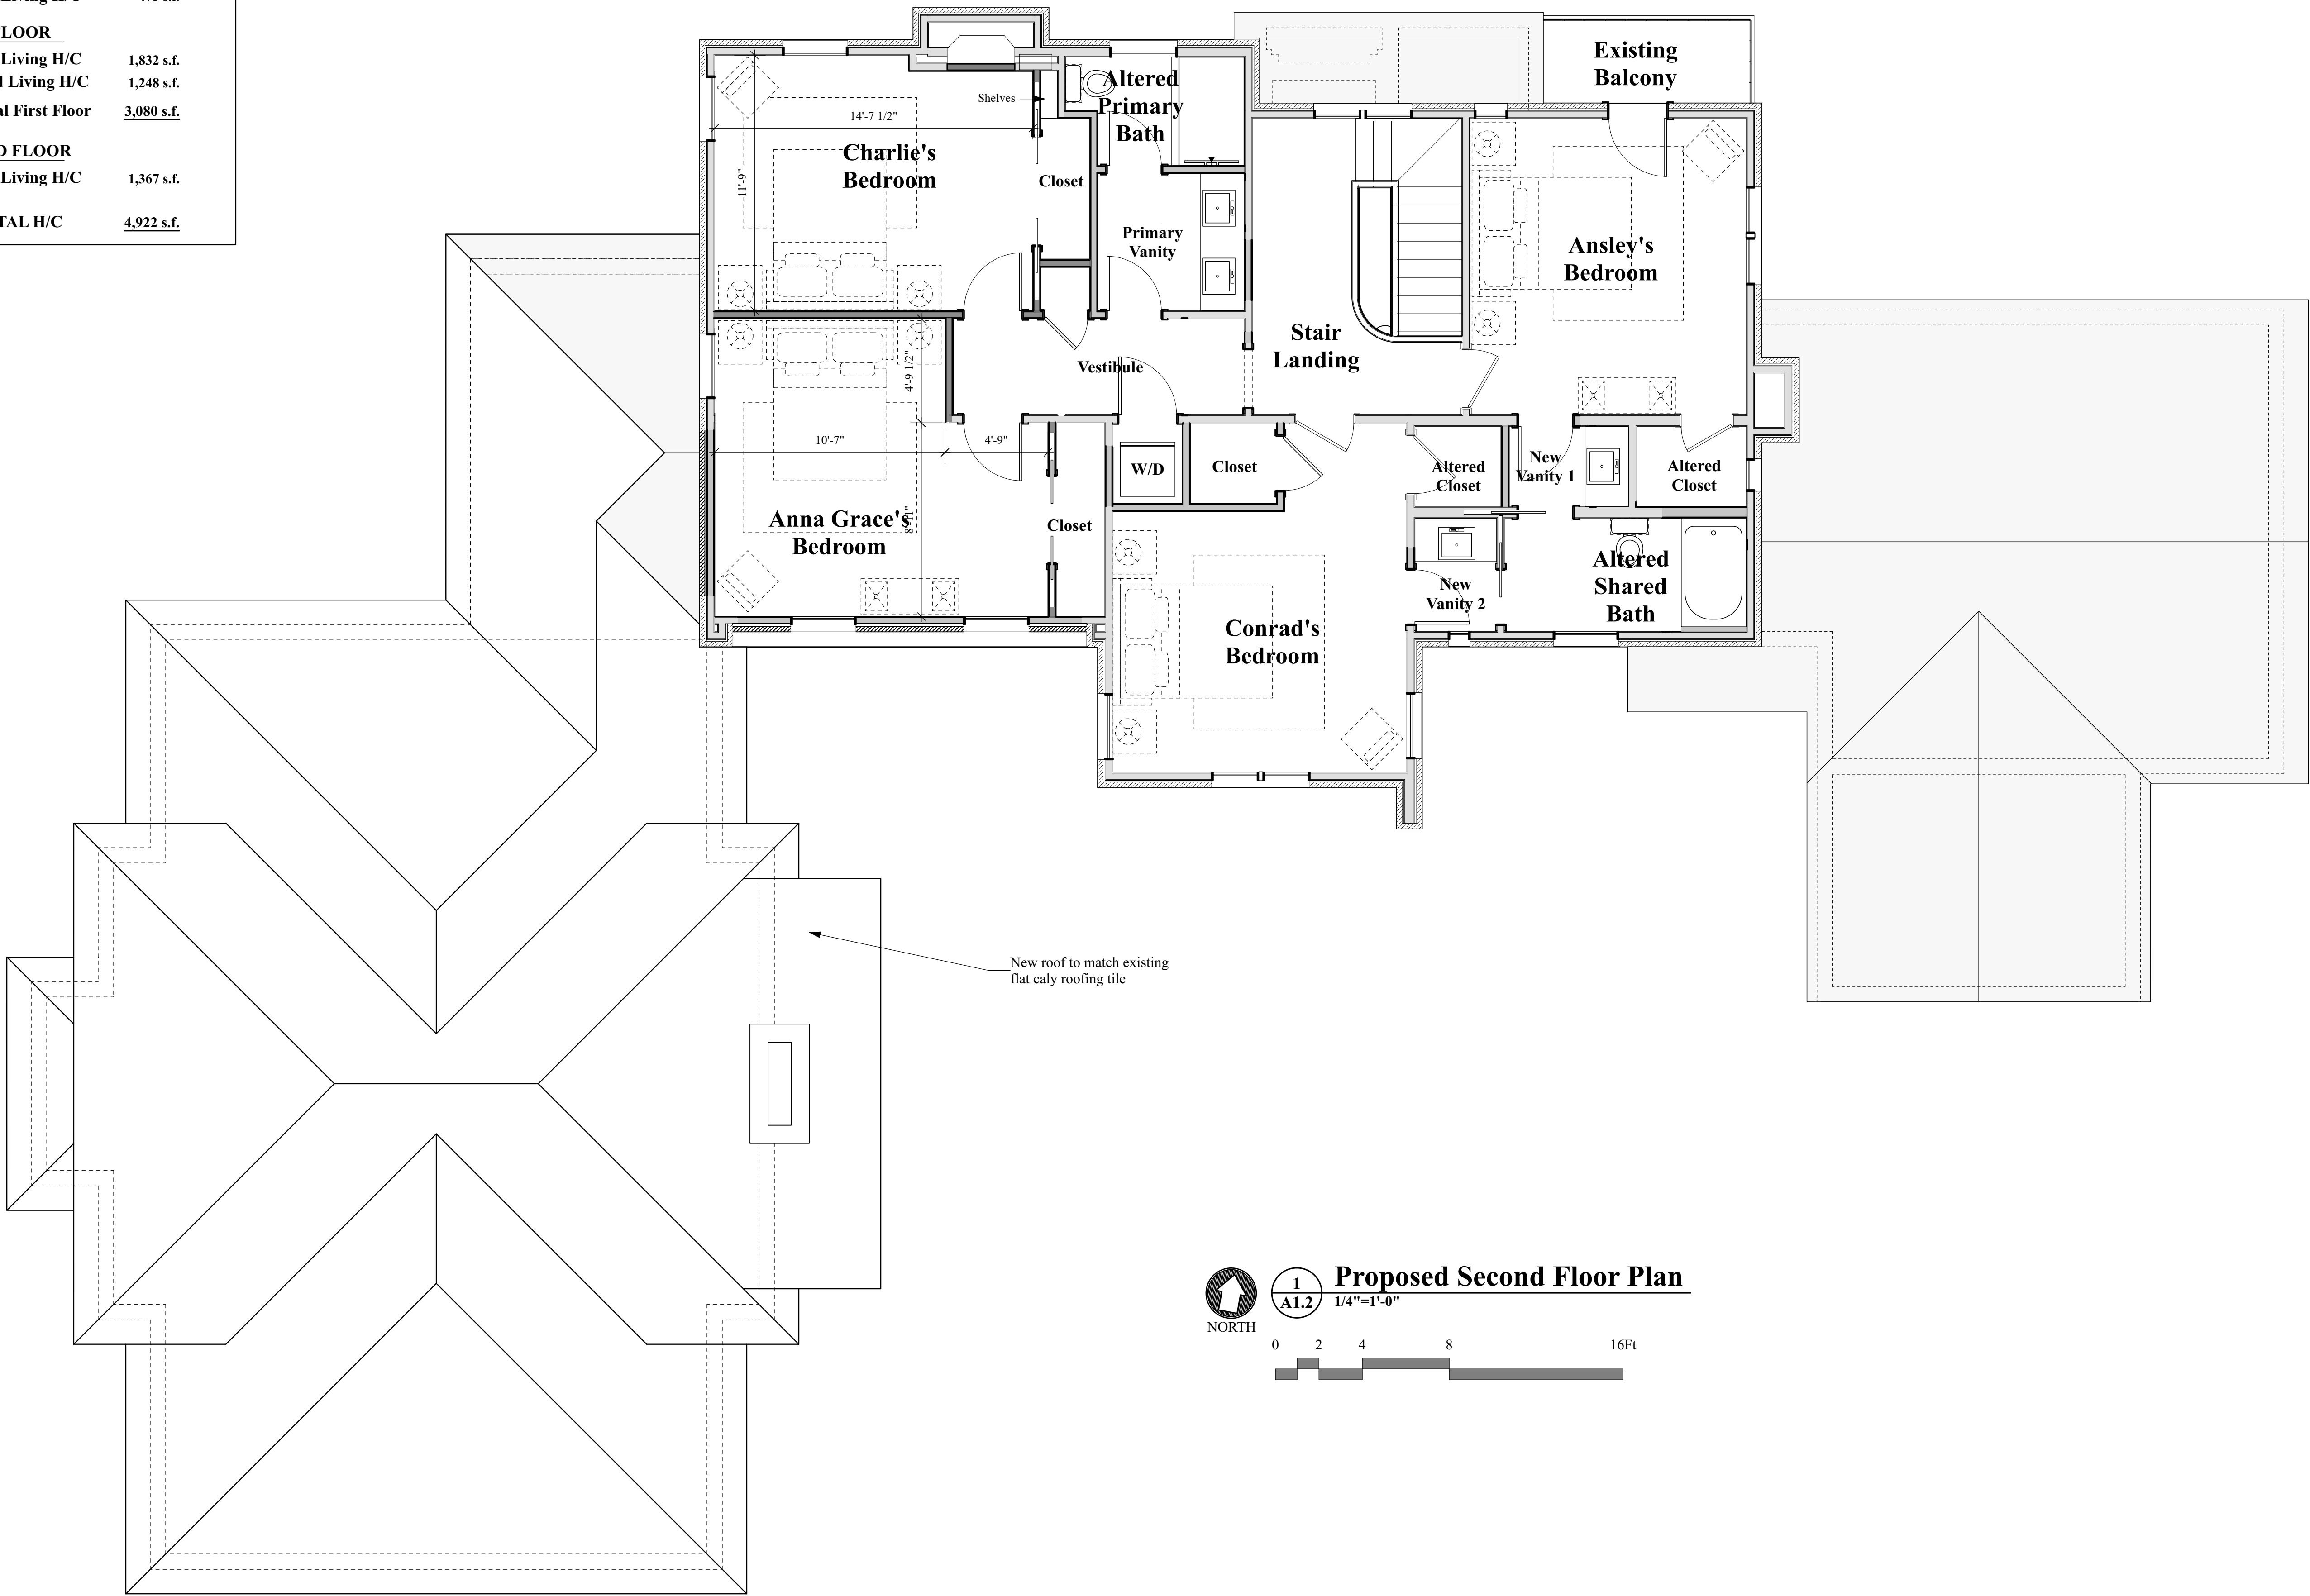 FLOOR
Living H/C 1,832 s.f.
Living H/C 1,248 s.f.
First Floor 3,080 s.f.
FLOOR
Living H/C 1,367 s.f.
H/C 4,922 s.f.
Existing
Balcony
Altered
Primary
Bath
Shelves
14'-7 1/2"
11'-9"
Charlie's
Bedroom
Closet
Primary
Vanity
Ansley's
Bedroom
Stair
Landing
Vestibule
4'-9 1/2"
10'-7"
4'-9"
W/D
Closet
Altered
Closet
New
Vanity 1
Altered
Closet
Anna Grace's
Bedroom
8'-11"
Closet
Altered
Shared
Bath
New
Vanity 2
Conrad's
Bedroom
New roof to match existing
flat caly roofing tile
NORTH
1
A1.2
Proposed Second Floor Plan
1/4"=1'-0"
0 2 4 8 16Ft